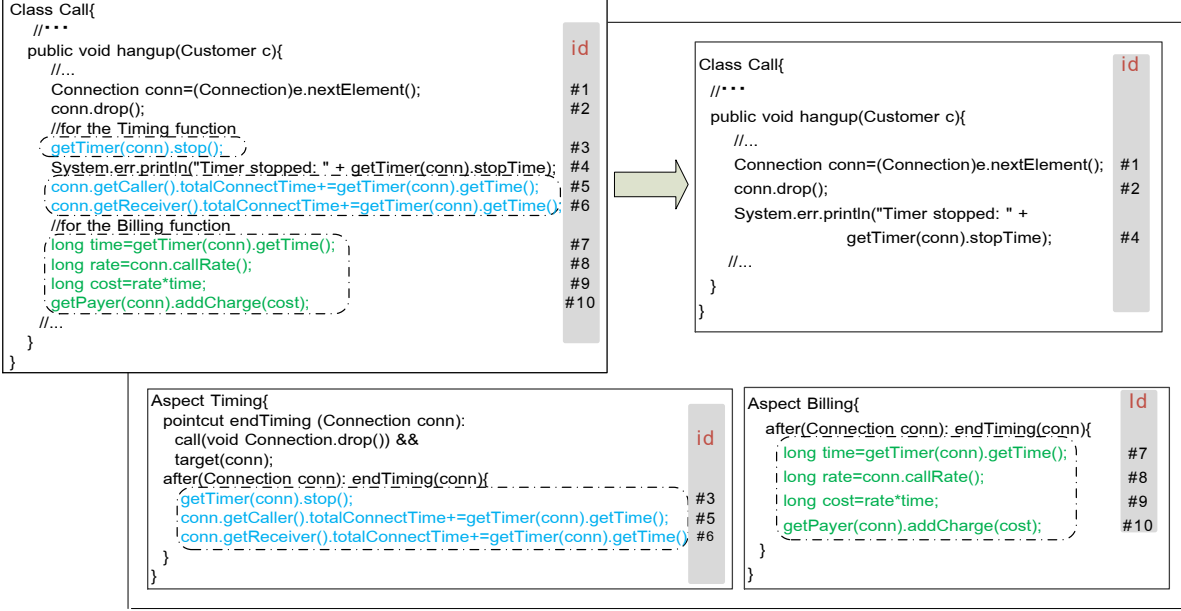 Class Call{
//···
public void hangup(Customer c){
id
//...
Connection conn=(Connection)e.nextElement(); #1
conn.drop(); #2
//for the Timing function
getTimer(conn).stop(); #3
System.err.println("Timer stopped: " + getTimer(conn).stopTime); #4
conn.getCaller().totalConnectTime+=getTimer(conn).getTime(); #5
conn.getReceiver().totalConnectTime+=getTimer(conn).getTime(); #6
//for the Billing function
long time=getTimer(conn).getTime(); #7
long rate=conn.callRate(); #8
long cost=rate*time; #9
getPayer(conn).addCharge(cost); #10
//...
}
}
Class Call{ id
//···
public void hangup(Customer c){
//...
Connection conn=(Connection)e.nextElement(); #1
conn.drop(); #2
System.err.println("Timer stopped: " +
getTimer(conn).stopTime); #4
//...
}
}
Aspect Timing{
pointcut endTiming (Connection conn):
call(void Connection.drop()) && id
target(conn);
after(Connection conn): endTiming(conn){
getTimer(conn).stop(); #3
conn.getCaller().totalConnectTime+=getTimer(conn).getTime(); #5
conn.getReceiver().totalConnectTime+=getTimer(conn).getTime() #6
}
}
Aspect Billing{ Id
after(Connection conn): endTiming(conn){
long time=getTimer(conn).getTime(); #7
long rate=conn.callRate(); #8
long cost=rate*time; #9
getPayer(conn).addCharge(cost); #10
}
}